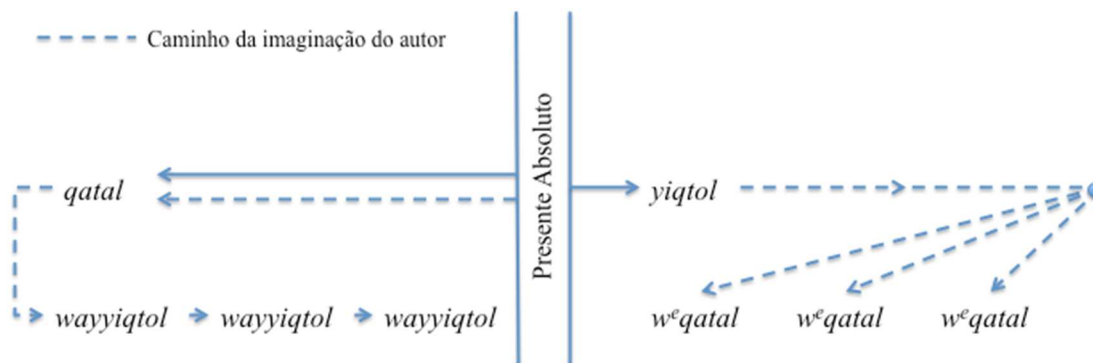 Caminho da imaginação do autor
Presente Absoluto
qatal
yiqtol
wayyiqtol wayyiqtol wayyiqtol
wᵉqatal wᵉqatal wᵉqatal